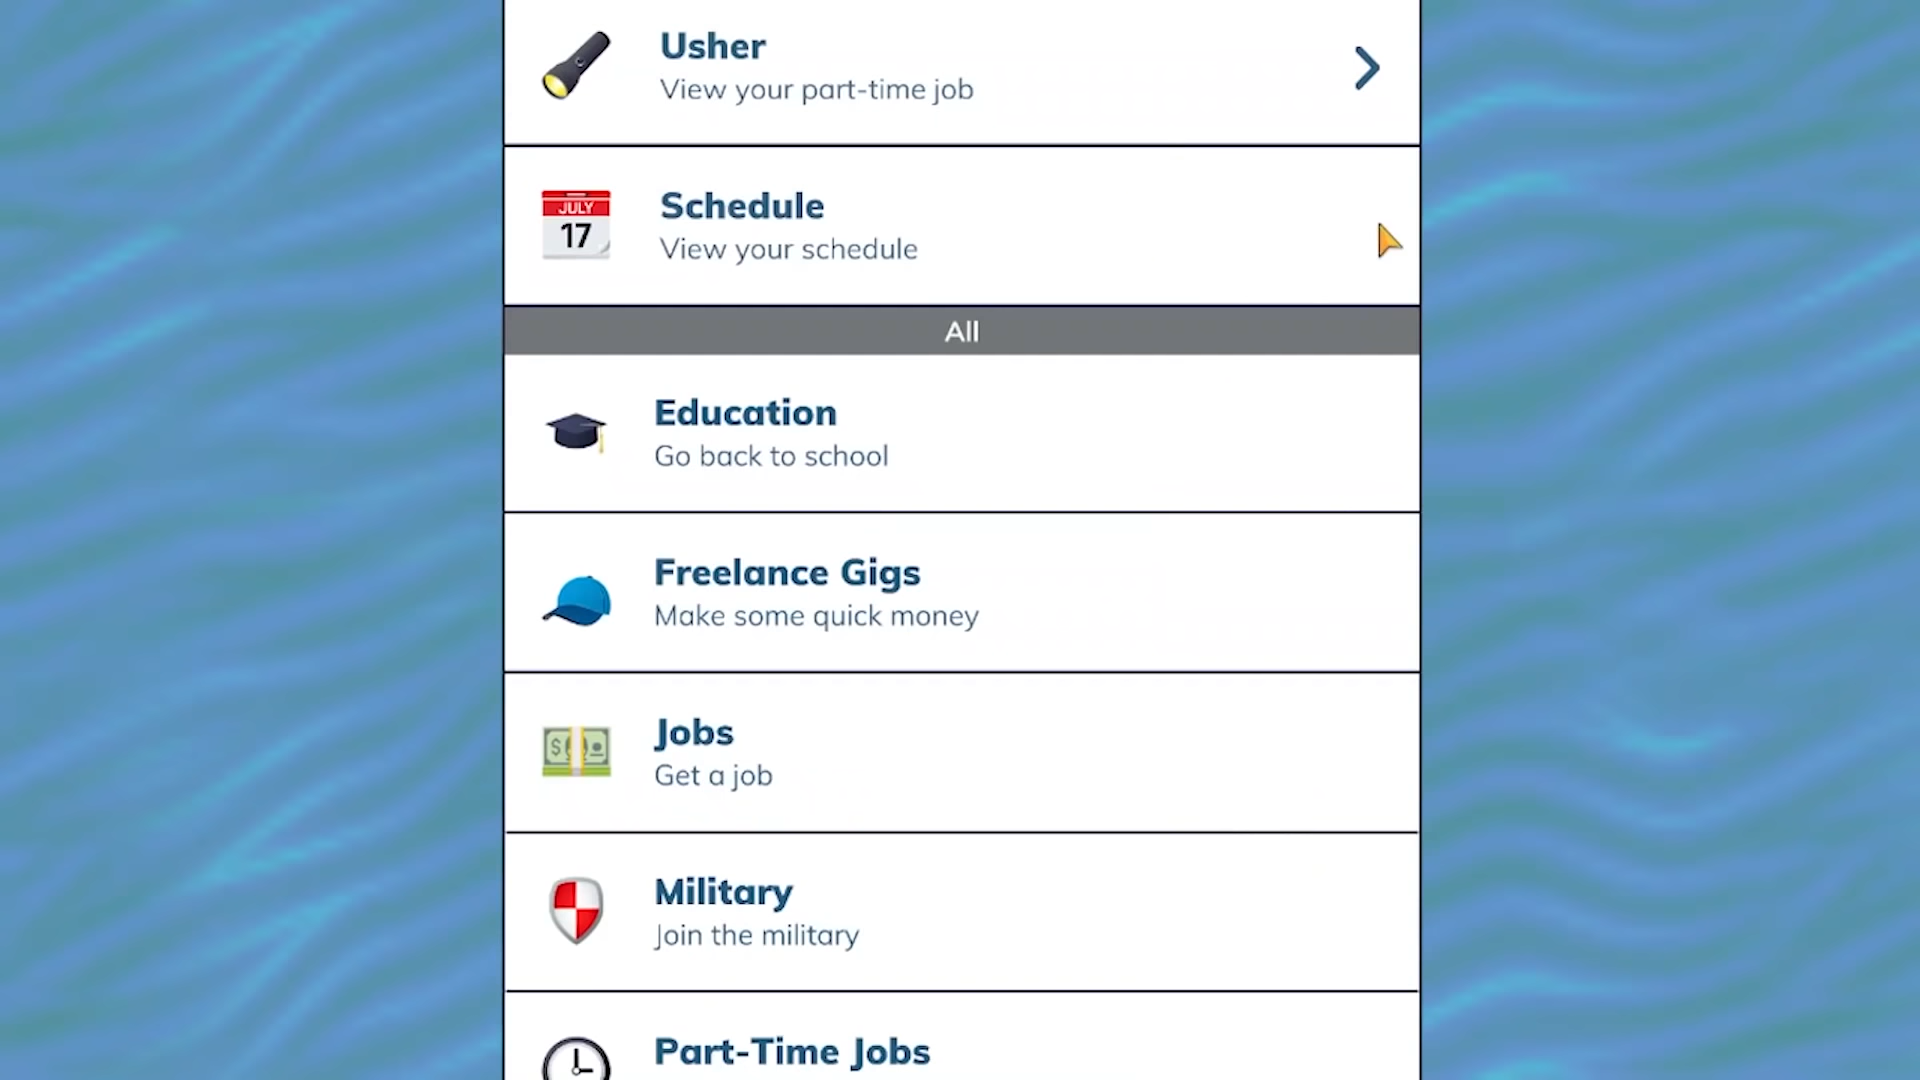 Usher
View your part-time job
JULY
17
Schedule
View your schedule
All
Education
Go back to school
Freelance Gigs
Make some quick money
$
Jobs
Get a job
Military
Join the military
Part-Time Jobs